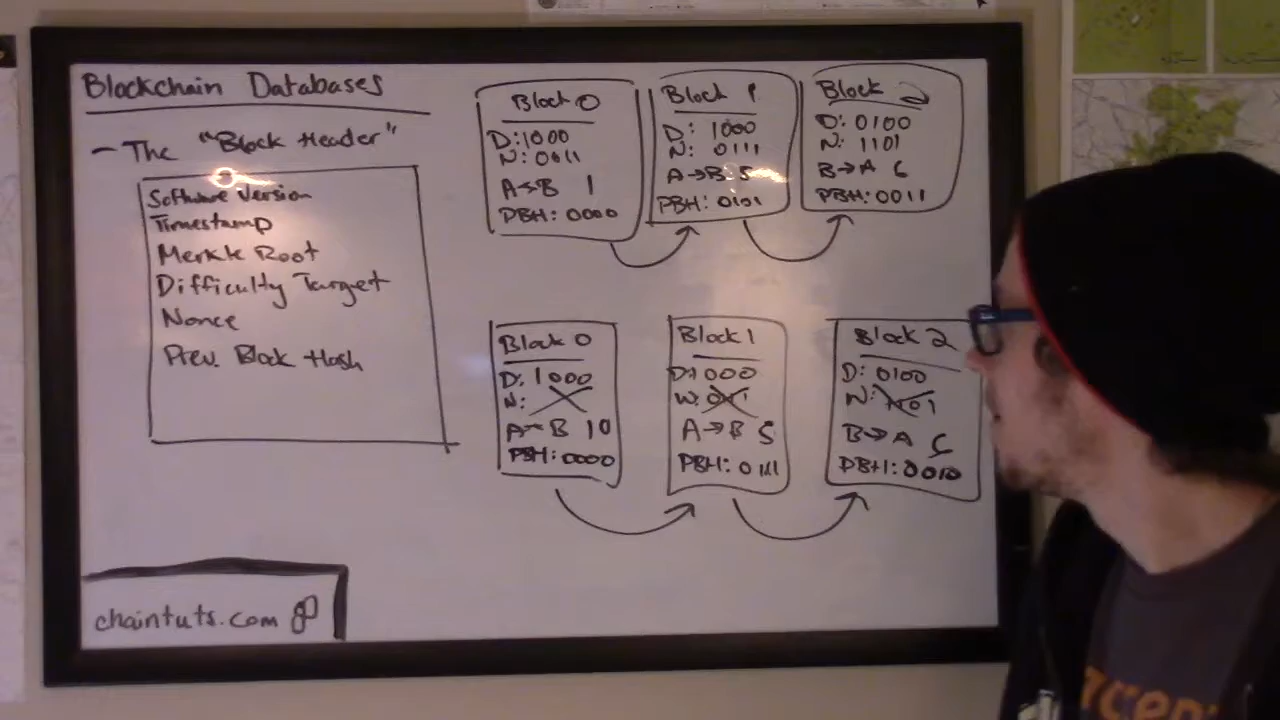 Blockchain Databases
- The "Block Header"
Software Version
Timestamp
Merkle Root
Difficulty Target
Nonce
Prev. Block Hash
chaintuts.com
Block 0
D: 1000
N: 0011
A→B 1
PBH: 0000
Block 1
D: 1000
N: 0111
A→B: 5
PBH: 0101
Block 2
D: 0100
N: 1101
B→A 6
PBH: 0011
Block 0
D: 1000
N:
A→B 10
PBH: 0000
Block 1
D: 1000
N:
A→B 5
PBH: 0111
Block 2
D: 0100
N: 1101
B→A
PBH: 0010